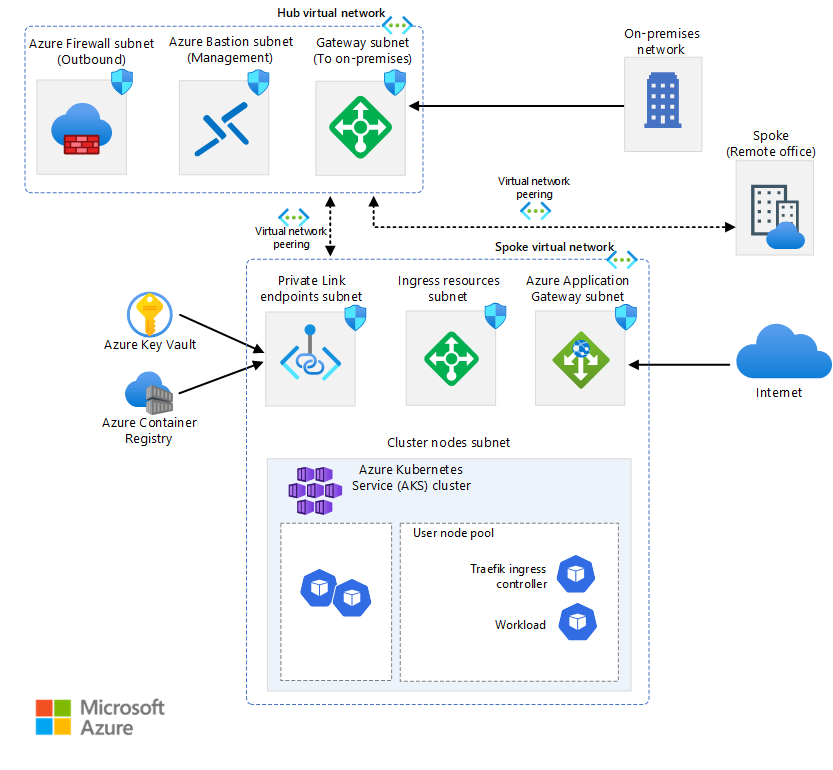 Hub virtual network
Azure Firewall subnet
(Outbound)
Azure Bastion subnet
(Management)
Gateway subnet
(To on-premises)
On-premises
network
Spoke
(Remote office)
Virtual network
peering
Virtual network
peering
Spoke virtual network
Private Link
endpoints subnet
Ingress resources
subnet
Azure Application
Gateway subnet
Azure Key Vault
Azure Container
Registry
Internet
Cluster nodes subnet
Azure Kubernetes
Service (AKS) cluster
User node pool
Traefik ingress
controller
Workload
Microsoft
Azure